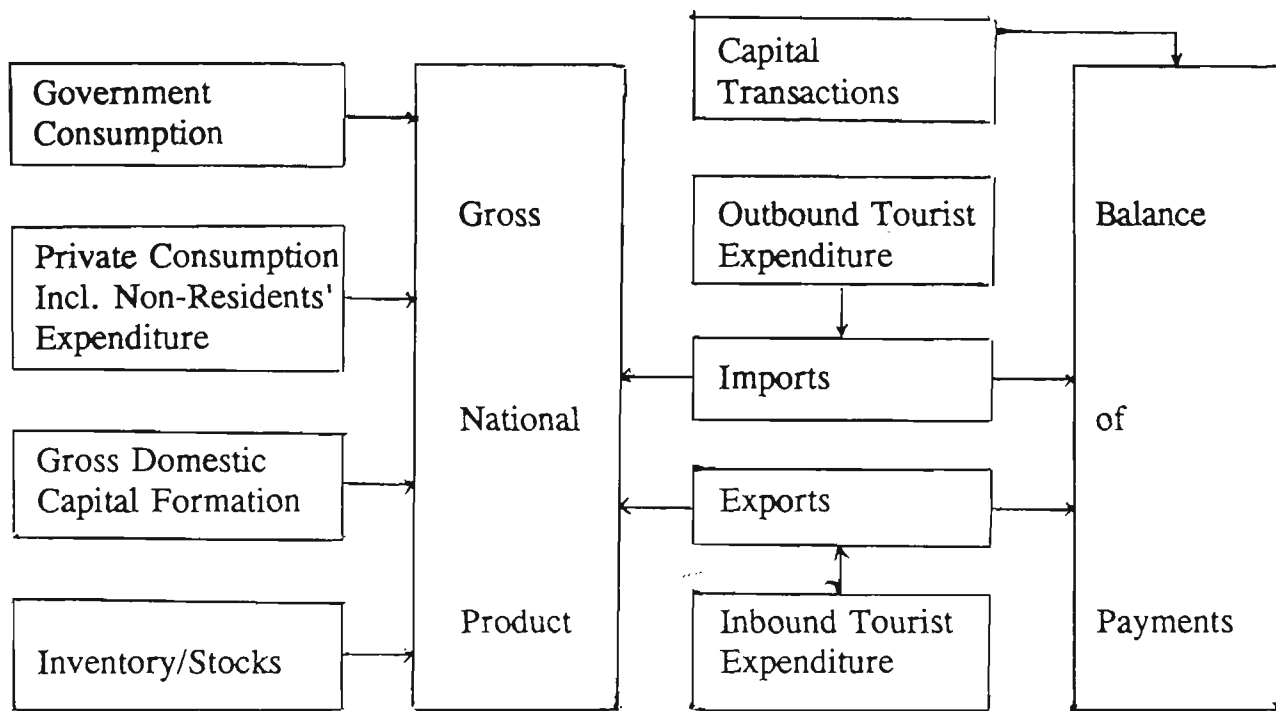 Government
Consumption
Private Consumption
Incl. Non-Residents'
Expenditure
Gross Domestic
Capital Formation
Inventory/Stocks
Gross
National
Product
Capital
Transactions
Outbound Tourist
Expenditure
Imports
Exports
Inbound Tourist
Expenditure
Balance
of
Payments